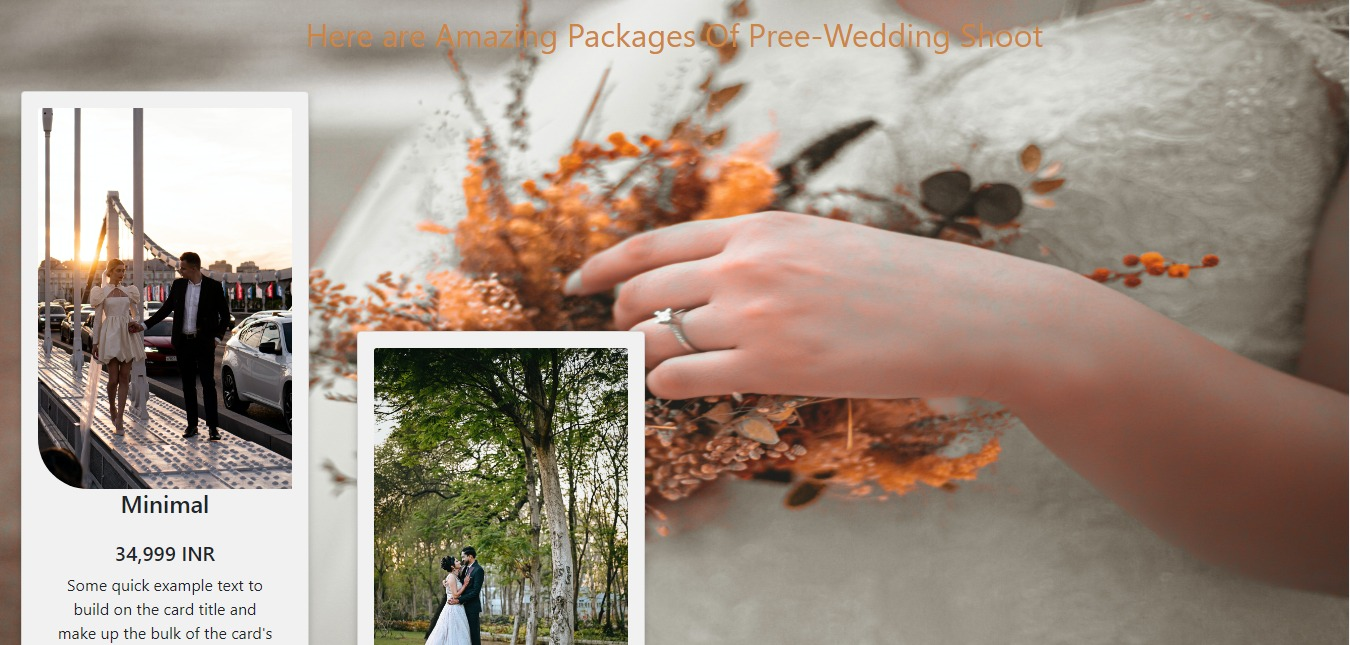 Here are Amazing Packages Of Pree-Wedding Shoot
Minimal
34,999 INR
Some quick example text to
build on the card title and
make up the bulk of the card's